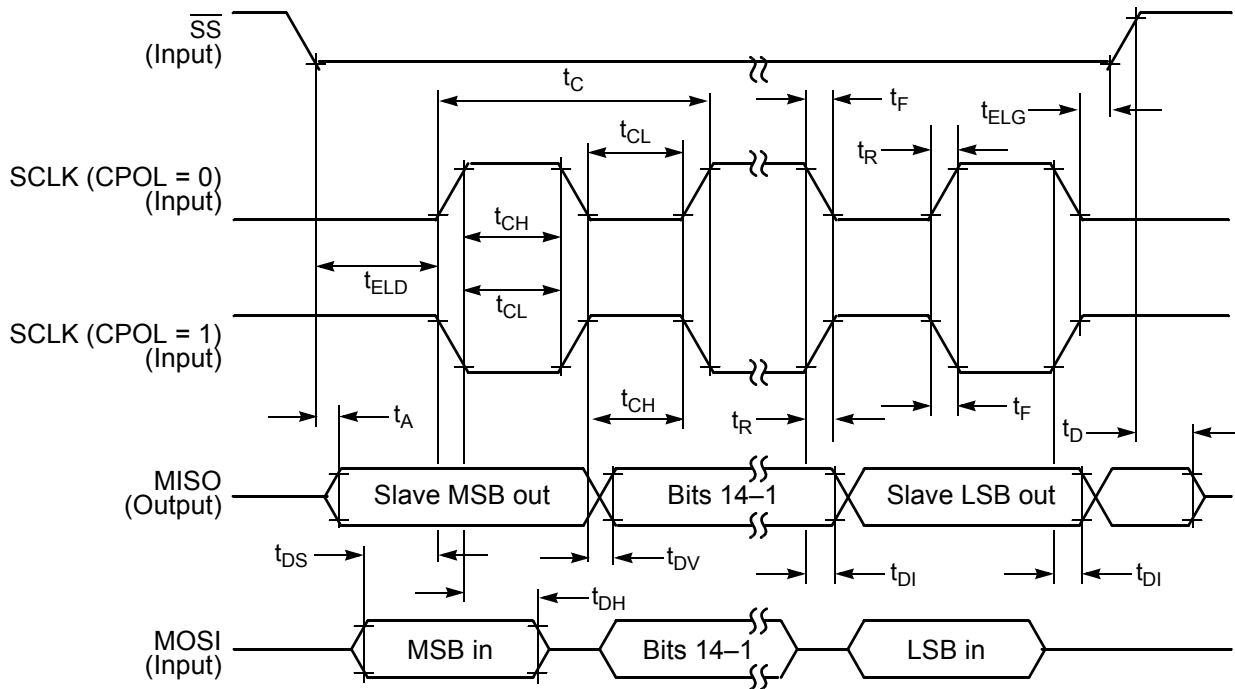 SS
(Input)
t_C
t_F
t_ELG
t_CL
t_R
SCLK (CPOL = 0)
(Input)
t_CH
t_ELD
t_CL
SCLK (CPOL = 1)
(Input)
t_A
t_CH
t_R
t_F
t_D
MISO
(Output)
Slave MSB out
Bits 14–1
Slave LSB out
t_DS
t_DV
t_DI
t_DI
t_DH
MOSI
(Input)
MSB in
Bits 14–1
LSB in